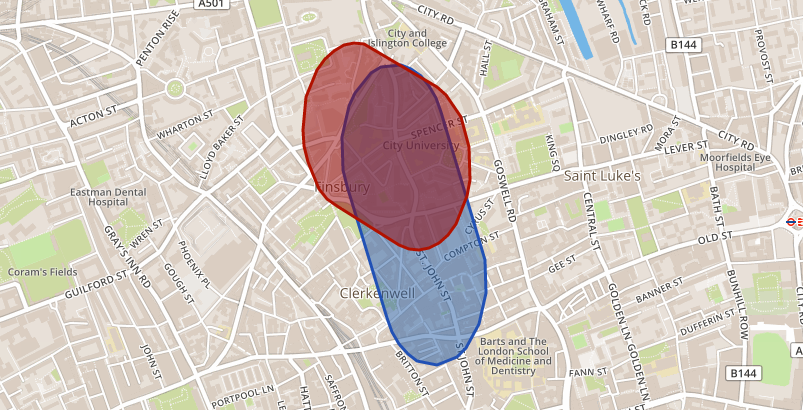 A501
CITY RD
PENTON RISE
City and
Islington College
HALL ST
GRAHAM ST
WHARF RD
B144
PROVOST ST
ACTON ST
WHARTON ST
LLOYD BAKER ST
SPENCER ST
City University
DINGLEY RD
MORA ST
CITY RD
LEVER ST
KING SQ
Moorfields Eye
Hospital
Finsbury
GOSWELL RD
Saint Luke's
Eastman Dental
Hospital
GRAY'S INN RD
WREN ST
CYRUS ST
CENTRAL ST
BATH ST
COMPTON ST
OLD ST
Coram's Fields
GUILFORD ST
GOUGH ST
PHOENIX PL
ST. JOHN ST
GEE ST
BANNER ST
BUNHILL ROW
CITY RD
Clerkenwell
GOLDEN LN
DUFFERIN ST
JOHN ST
BRITTON ST
ST. JOHN ST
Barts and The
London School
of Medicine and
Dentistry
FANN ST
GOLDEN LN
B144
PORTPOOL LN